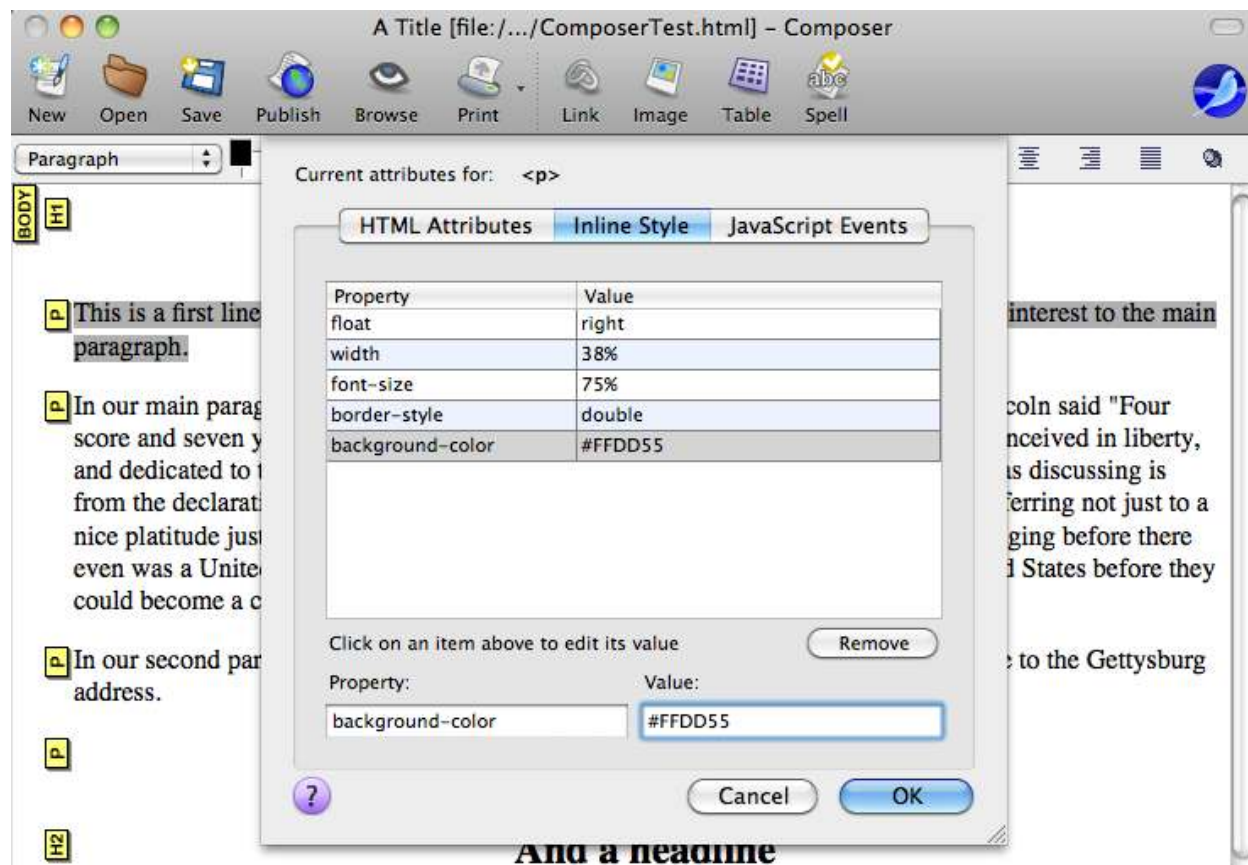 A Title [file:/.../ComposerTest.html] – Composer
New Open Save Publish Browse Print Link Image Table Spell
abc
Paragraph
Current attributes for: <p>
BODY
H1
HTML Attributes Inline Style JavaScript Events
Property Value
float right
width 38%
font-size 75%
border-style double
background-color #FFDD55
P This is a first line interest to the main
paragraph.
P In our main parag coln said "Four
score and seven y nceived in liberty,
and dedicated to t as discussing is
from the declarati ferring not just to a
nice platitude just ging before there
even was a United d States before they
could become a c
Click on an item above to edit its value Remove
P In our second par e to the Gettysburg
address.
Property: Value:
background-color #FFDD55
P
? Cancel OK
H2
And a headline